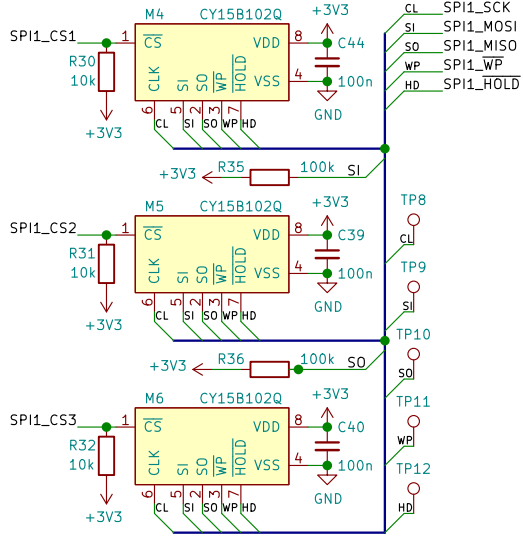 M4 CY15B102Q +3V3 CL SPI1_SCK
SPI1_CS1 1 CS VDD 8 C44 SI SPI1_MOSI
R30 10k CLK SI SO WP HOLD VSS 4 100n SO SPI1_MISO
6 5 2 3 7 GND WP SPI1_WP
+3V3 CL SI SO WP HD HD SPI1_HOLD
+3V3 R35 100k SI
M5 CY15B102Q +3V3 TP8
SPI1_CS2 1 CS VDD 8 C39 CL
R31 10k CLK SI SO WP HOLD VSS 4 100n TP9
6 5 2 3 7 GND SI
+3V3 CL SI SO WP HD TP10
+3V3 R36 100k SO SO
M6 CY15B102Q +3V3 TP11
SPI1_CS3 1 CS VDD 8 C40 WP
R32 10k CLK SI SO WP HOLD VSS 4 100n TP12
6 5 2 3 7 GND
+3V3 CL SI SO WP HD HD